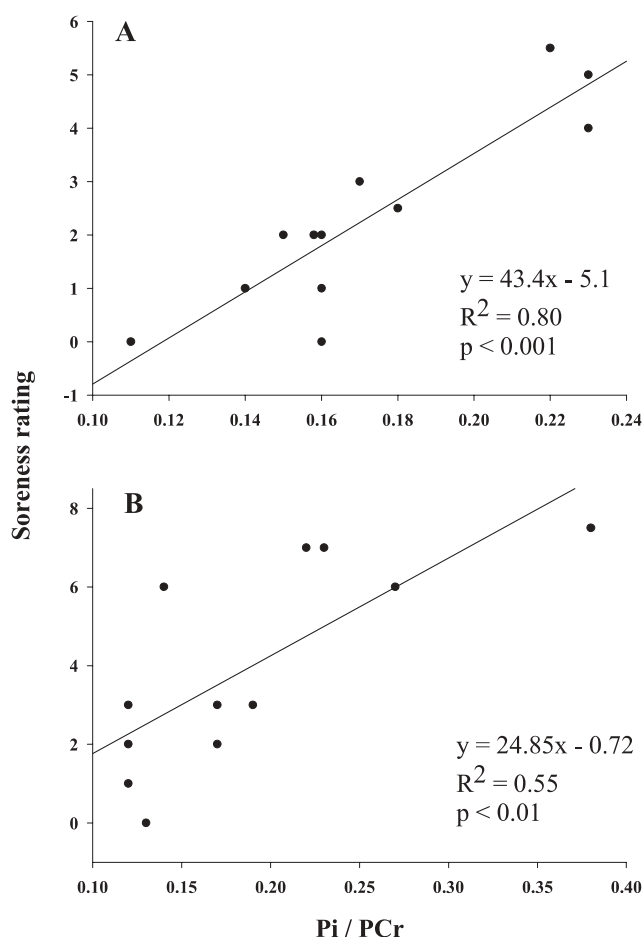 A
6
5
4
3
2
1
0
-1
y = 43.4x - 5.1
R2 = 0.80
p < 0.001
0.10 0.12 0.14 0.16 0.18 0.20 0.22 0.24
Soreness rating
B
8
6
4
2
0
y = 24.85x - 0.72
R2 = 0.55
p < 0.01
0.10 0.15 0.20 0.25 0.30 0.35 0.40
Pi / PCr